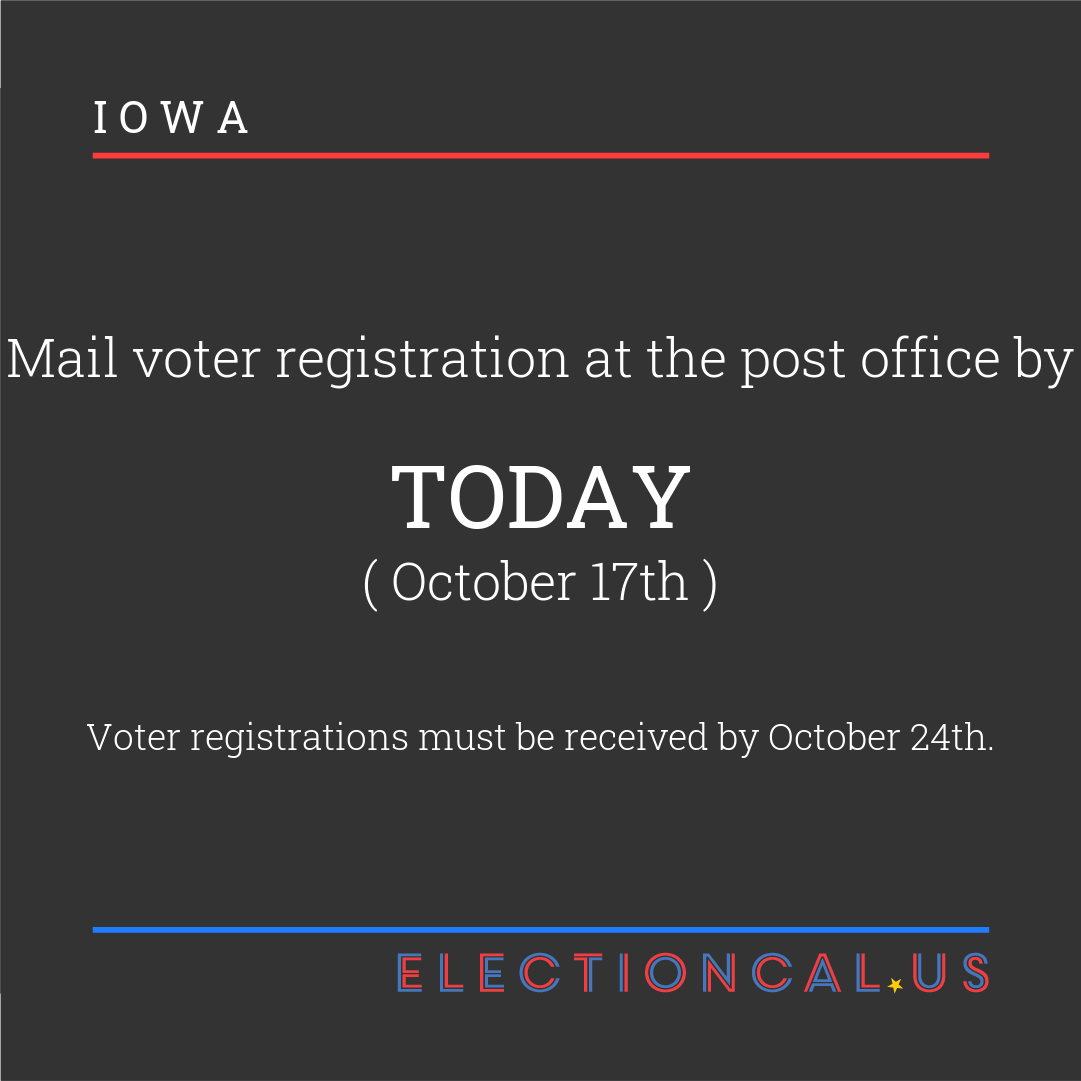 IOWA
Mail voter registration at the post office by
TODAY
( October 17th )
Voter registrations must be received by October 24th.
ELECTIONCAL.US